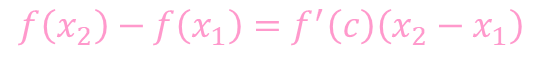 f(x₂) − f(x₁) = f′(c)(x₂ − x₁)